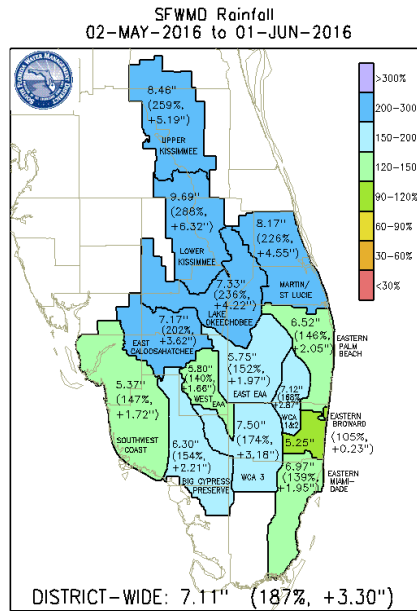 SFWMD Rainfall
02-MAY-2016 to 01-JUN-2016
8.46"
(259%,
+5.19")
UPPER
KISSIMMEE
9.69"
(288%,
+6.32")
LOWER
KISSIMMEE
8.17"
(226%,
+4.55")
MARTIN/
ST LUCIE
7.33"
(236%,
+4.22")
LAKE
OKEECHOBEE
7.17"
(202%,
+3.62")
EAST
CALOOSAHATCHEE
6.52"
(146%,
+2.05")
EASTERN
PALM
BEACH
5.80"
(140%,
+1.66")
WEST EAA
5.75"
(152%,
+1.97")
EAST EAA
7.12"
(168%,
+2.87")
WCA
1&2
5.37"
(147%,
+1.72")
SOUTHWEST
COAST
6.30"
(154%,
+2.21")
BIG CYPRESS
PRESERVE
7.50"
(174%,
+3.18")
WCA 3
5.25"
EASTERN
BROWARD
(105%,
+0.23")
6.97"
(139%,
+1.95")
EASTERN
MIAMI-
DADE
>300%
200-300%
150-200%
120-150%
90-120%
60-90%
30-60%
<30%
DISTRICT-WIDE: 7.11" (187%, +3.30")